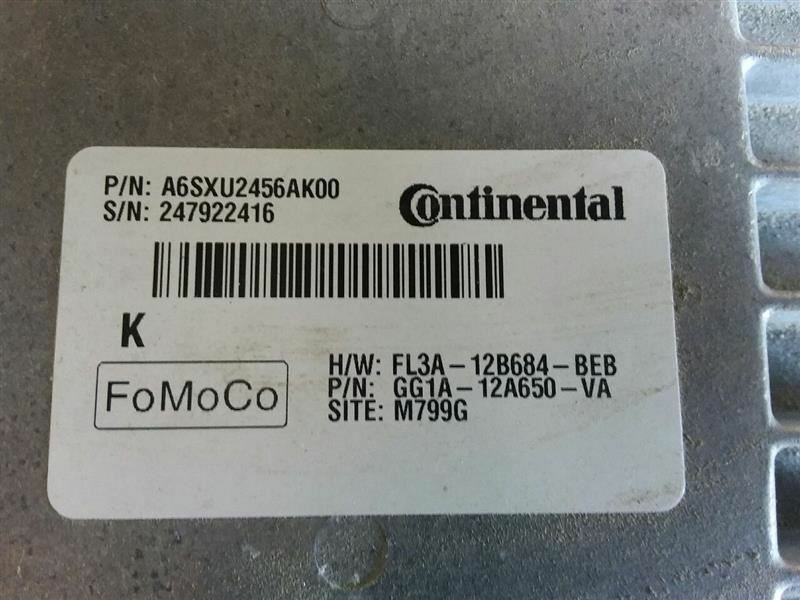 P/N: A6SXU2456AK00
S/N: 247922416
Continental
K
FoMoCo
H/W: FL3A-12B684-BEB
P/N: GG1A-12A650-VA
SITE: M799G